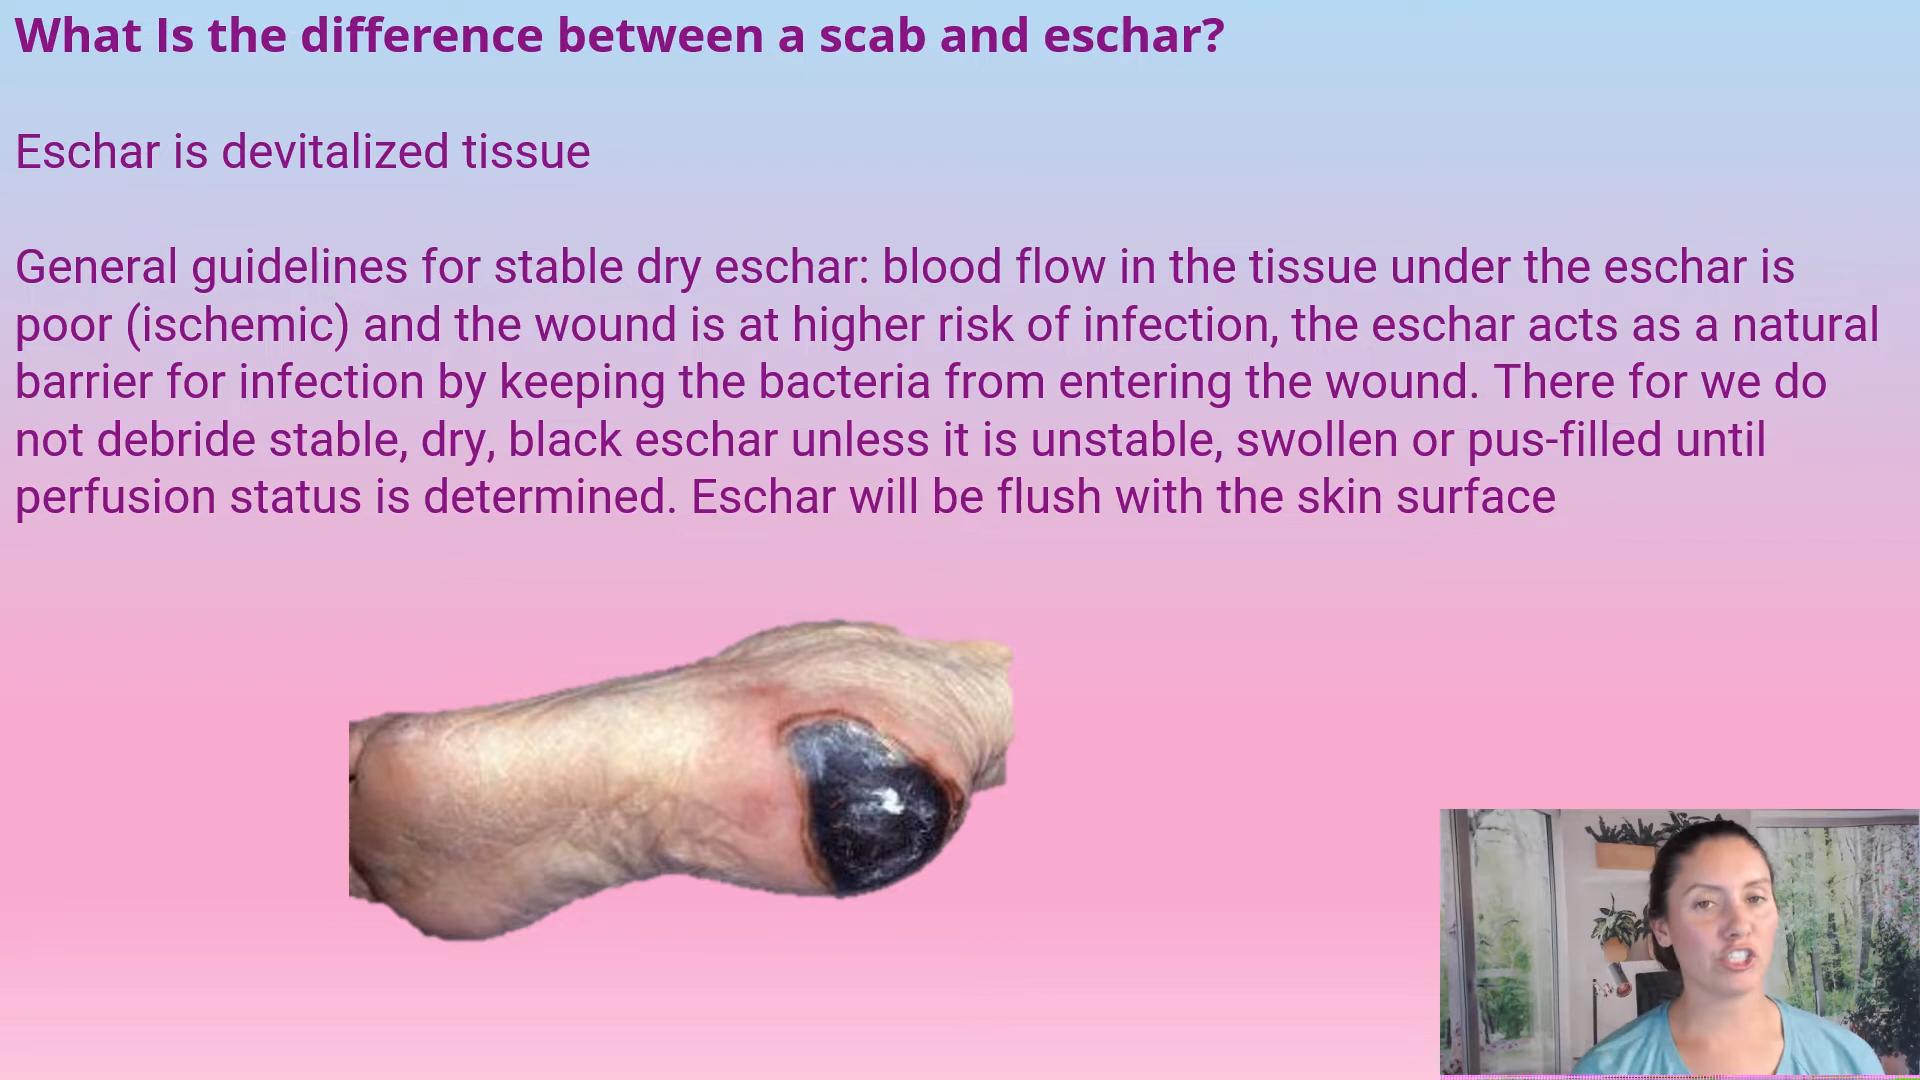 What Is the difference between a scab and eschar?
Eschar is devitalized tissue
General guidelines for stable dry eschar: blood flow in the tissue under the eschar is
poor (ischemic) and the wound is at higher risk of infection, the eschar acts as a natural
barrier for infection by keeping the bacteria from entering the wound. There for we do
not debride stable, dry, black eschar unless it is unstable, swollen or pus-filled until
perfusion status is determined. Eschar will be flush with the skin surface